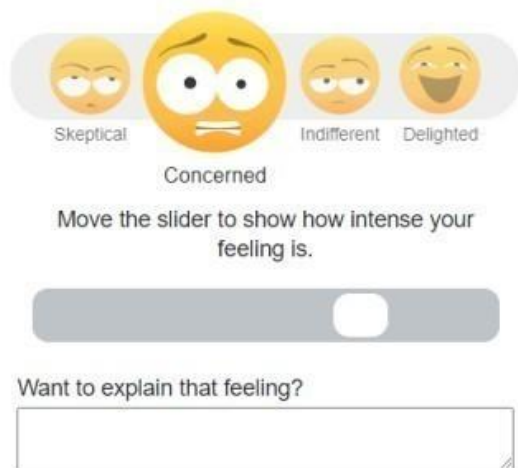 Skeptical Indifferent Delighted
Concerned
Move the slider to show how intense your
feeling is.
Want to explain that feeling?